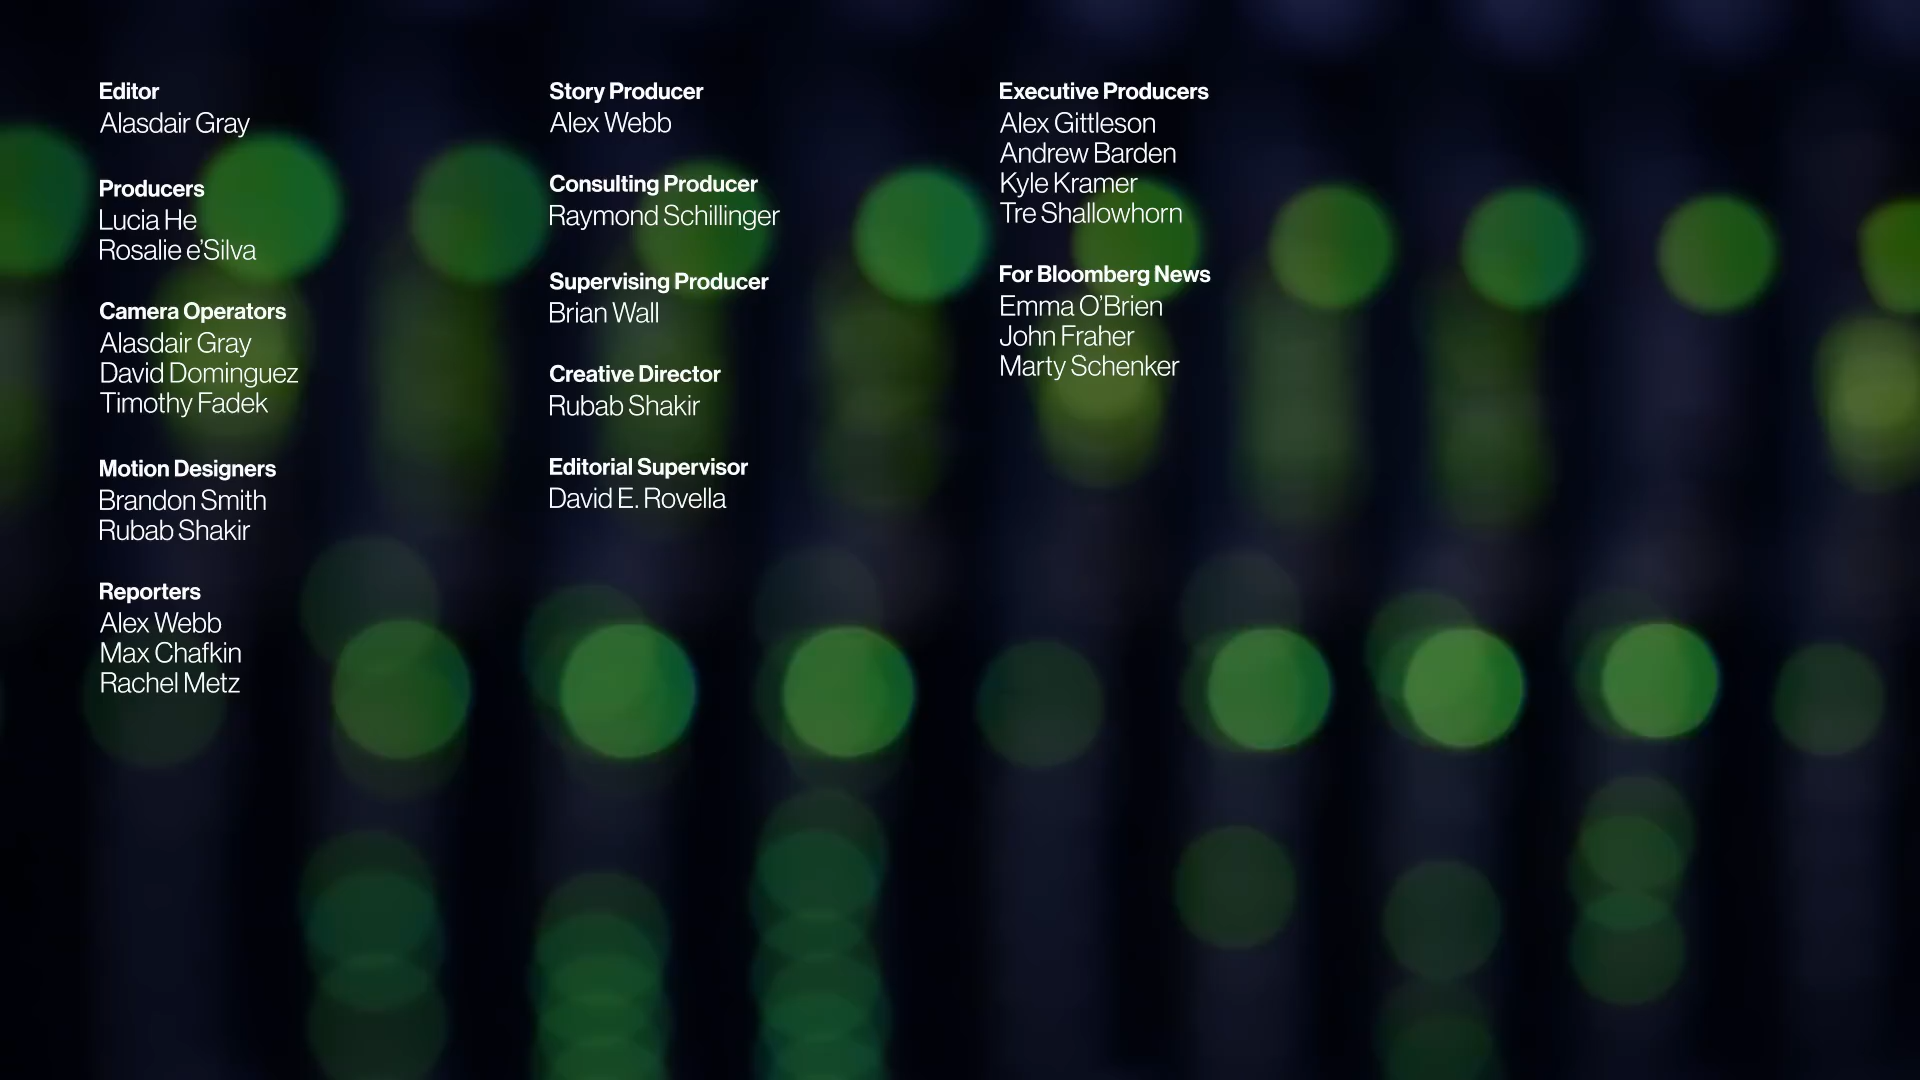 Editor
Alasdair Gray
Producers
Lucia He
Rosalie e’Silva
Camera Operators
Alasdair Gray
David Dominguez
Timothy Fadek
Motion Designers
Brandon Smith
Rubab Shakir
Reporters
Alex Webb
Max Chafkin
Rachel Metz
Story Producer
Alex Webb
Consulting Producer
Raymond Schillinger
Supervising Producer
Brian Wall
Creative Director
Rubab Shakir
Editorial Supervisor
David E. Rovella
Executive Producers
Alex Gittleson
Andrew Barden
Kyle Kramer
Tre Shallowhorn
For Bloomberg News
Emma O’Brien
John Fraher
Marty Schenker